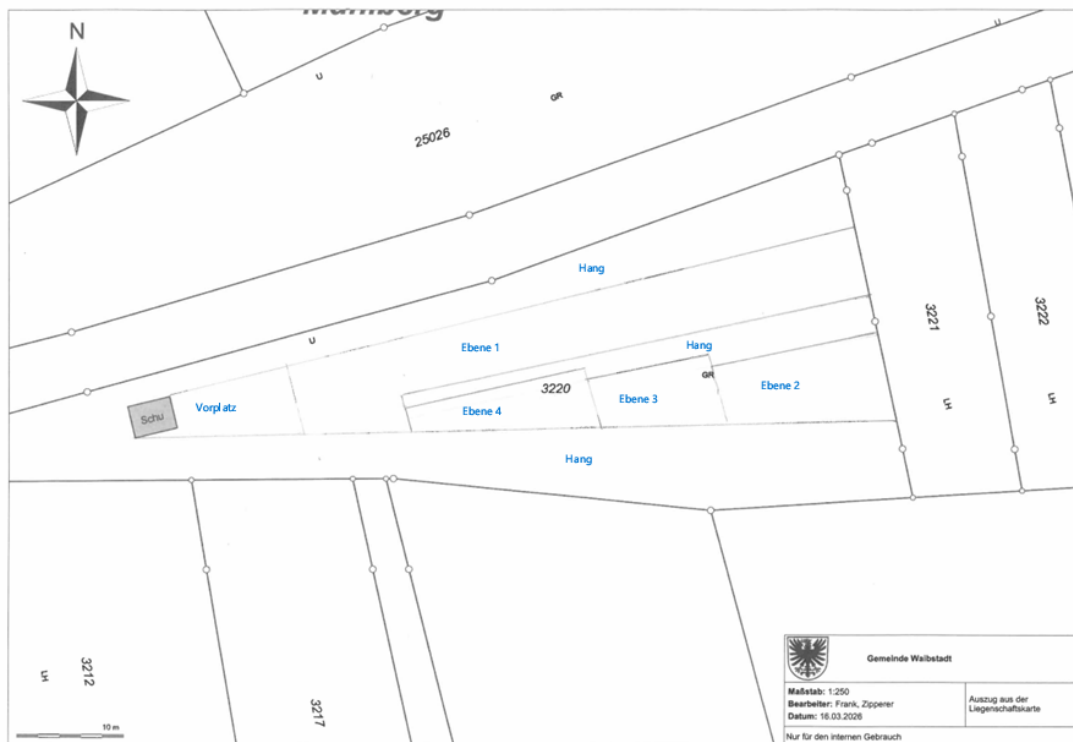 Mühlberg
N
U
GR
25026
Hang
3221
3222
U
Ebene 1
Hang
3220
GR
Ebene 2
Vorplatz
Schu
Ebene 4
Ebene 3
LH
LH
Hang
LH
3212
3217
10 m
Gemeinde Waibstadt
Maßstab: 1:250
Bearbeiter: Frank, Zipperer
Datum: 16.03.2026
Auszug aus der
Liegenschaftskarte
Nur für den internen Gebrauch